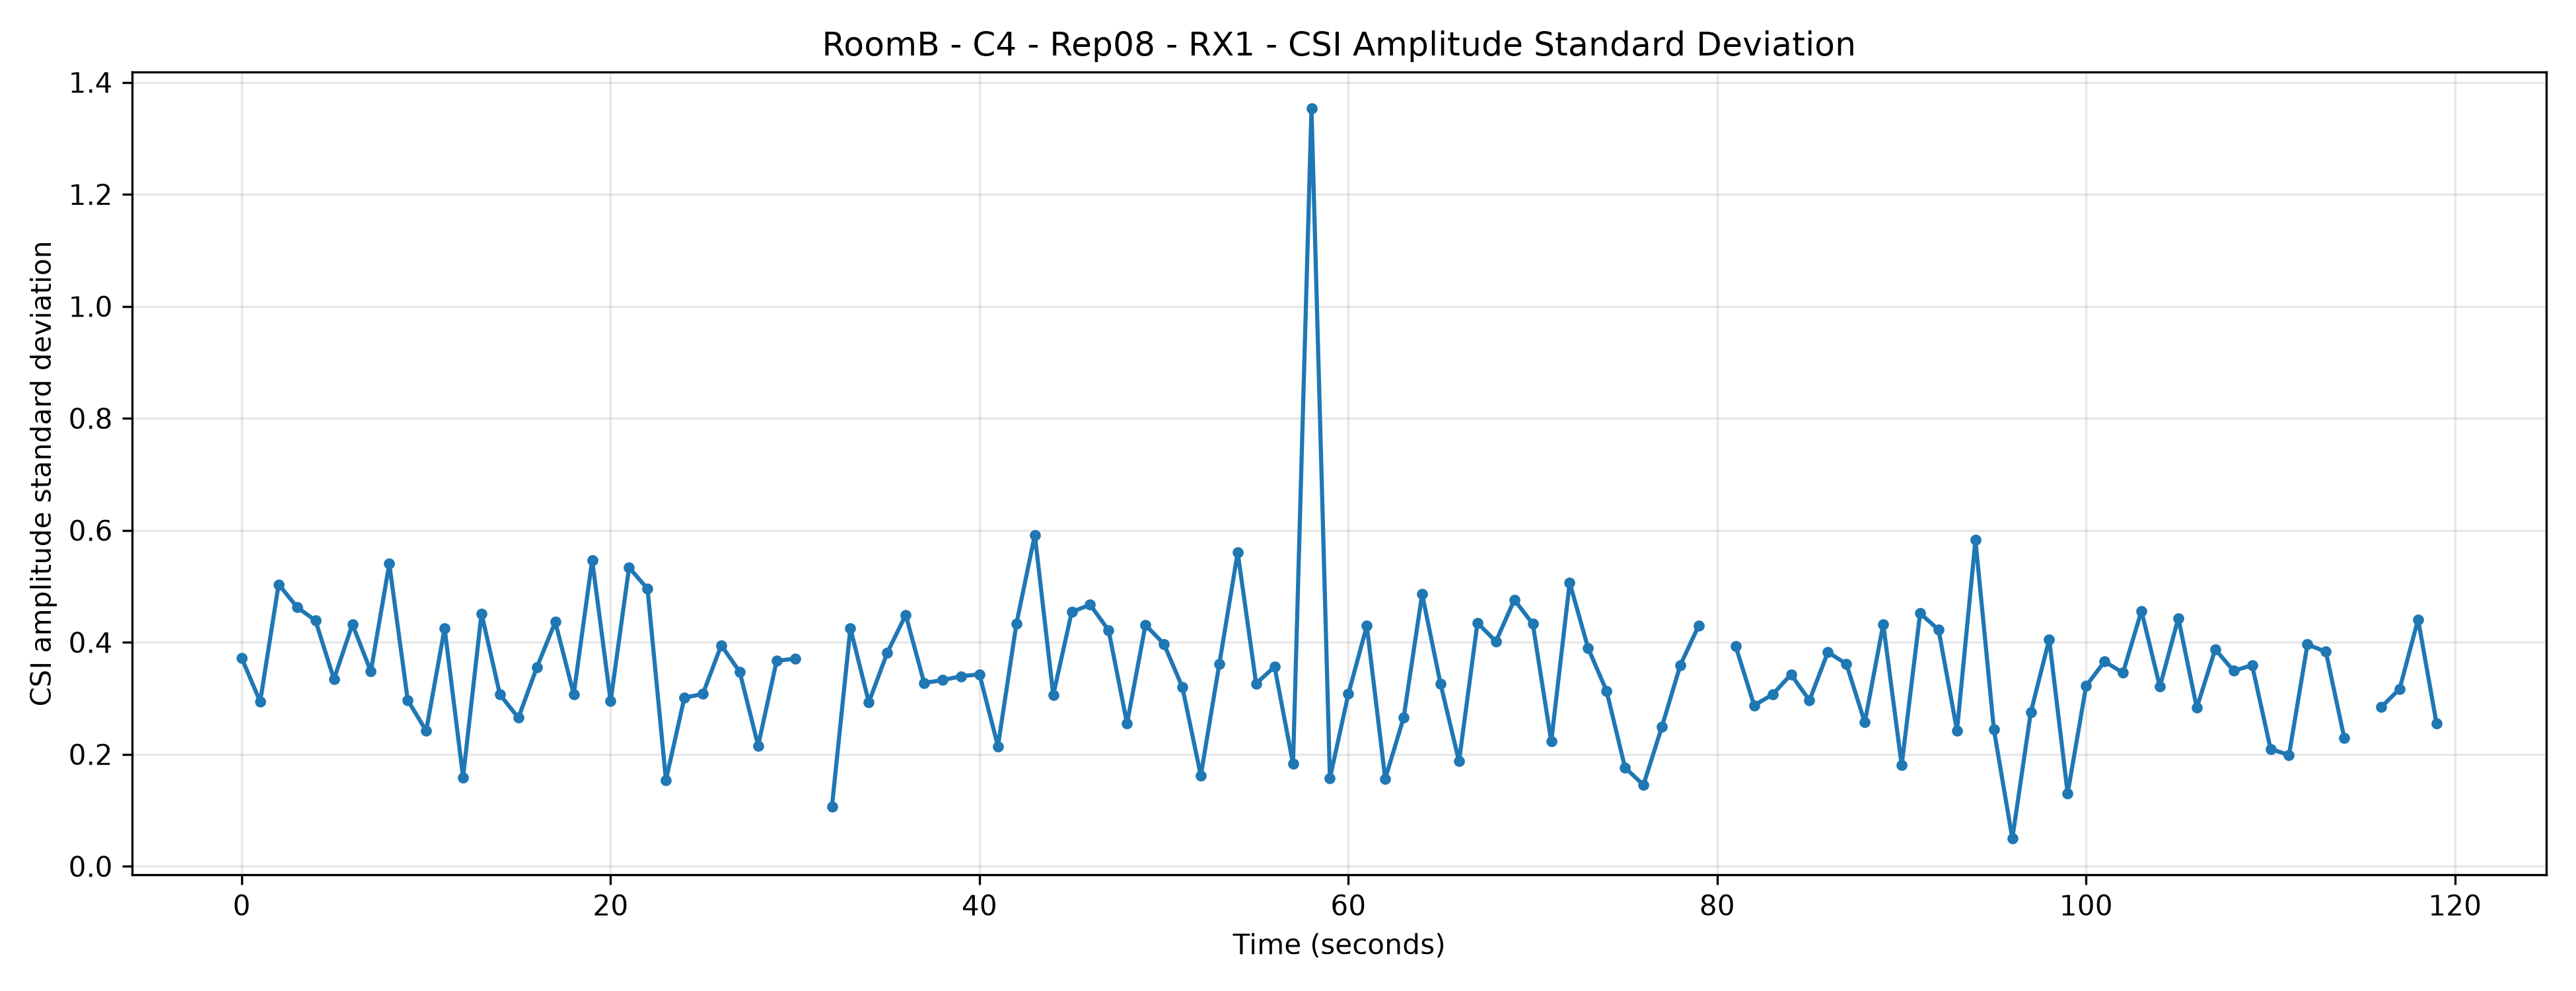 RoomB - C4 - Rep08 - RX1 - CSI Amplitude Standard Deviation
CSI amplitude standard deviation
1.4
1.2
1.0
0.8
0.6
0.4
0.2
0.0
0 20 40 60 80 100 120
Time (seconds)